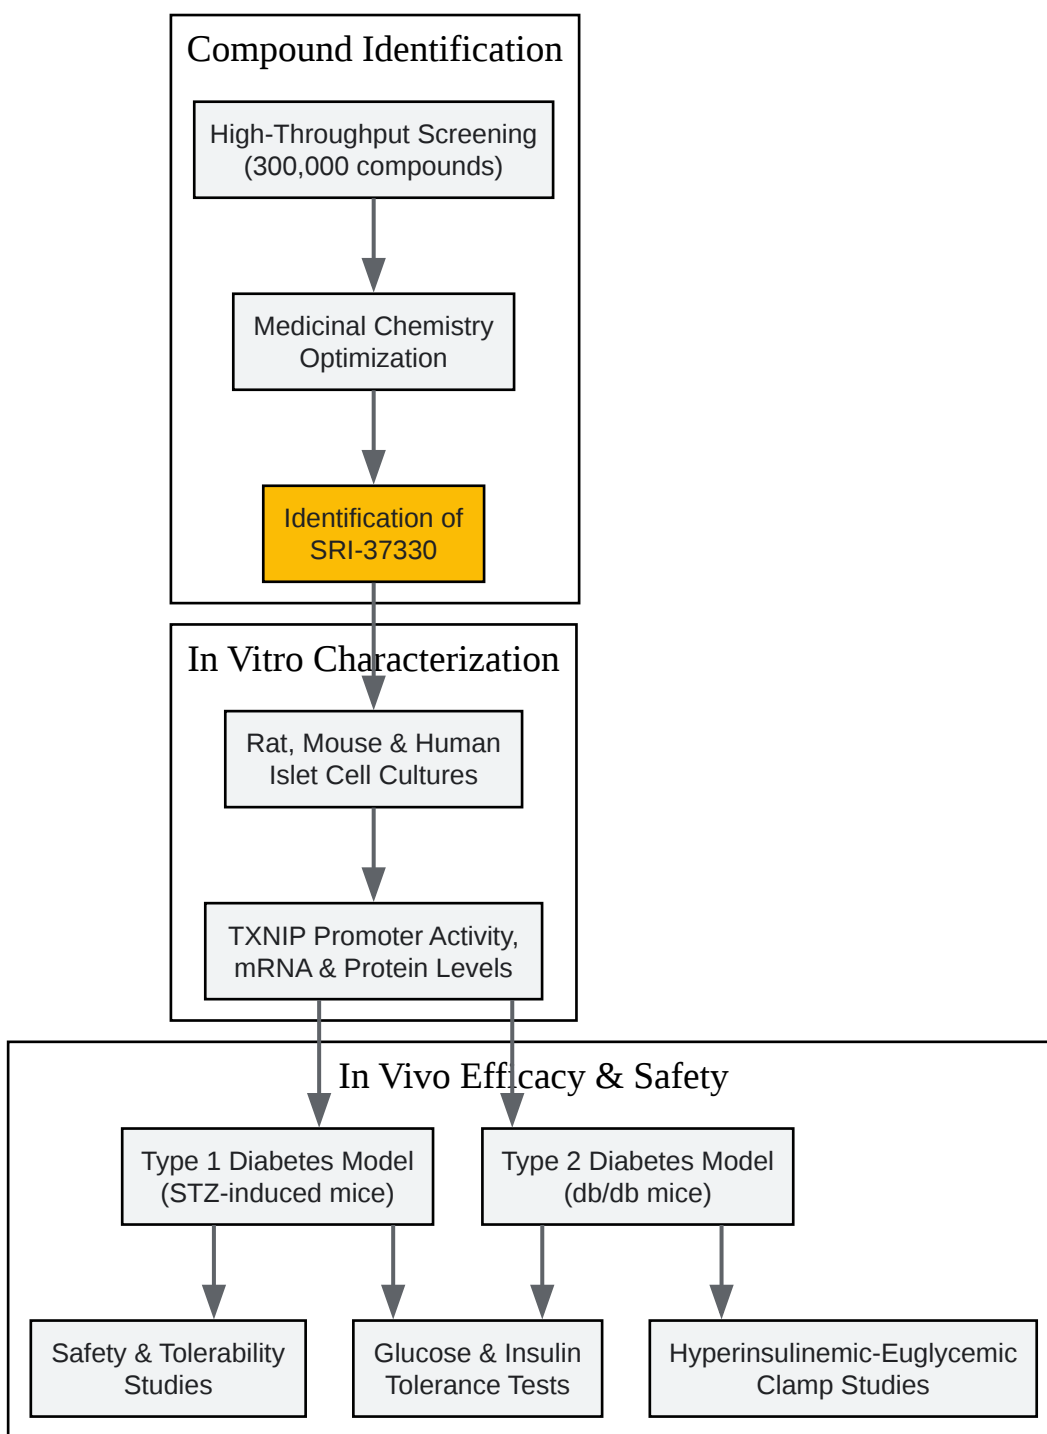 Compound Identification
High-Throughput Screening
(300,000 compounds)
Medicinal Chemistry
Optimization
Identification of
SRI-37330
In Vitro Characterization
Rat, Mouse & Human
Islet Cell Cultures
TXNIP Promoter Activity,
mRNA & Protein Levels
In Vivo Efficacy & Safety
Type 1 Diabetes Model
(STZ-induced mice)
Type 2 Diabetes Model
(db/db mice)
Safety & Tolerability
Studies
Glucose & Insulin
Tolerance Tests
Hyperinsulinemic-Euglycemic
Clamp Studies